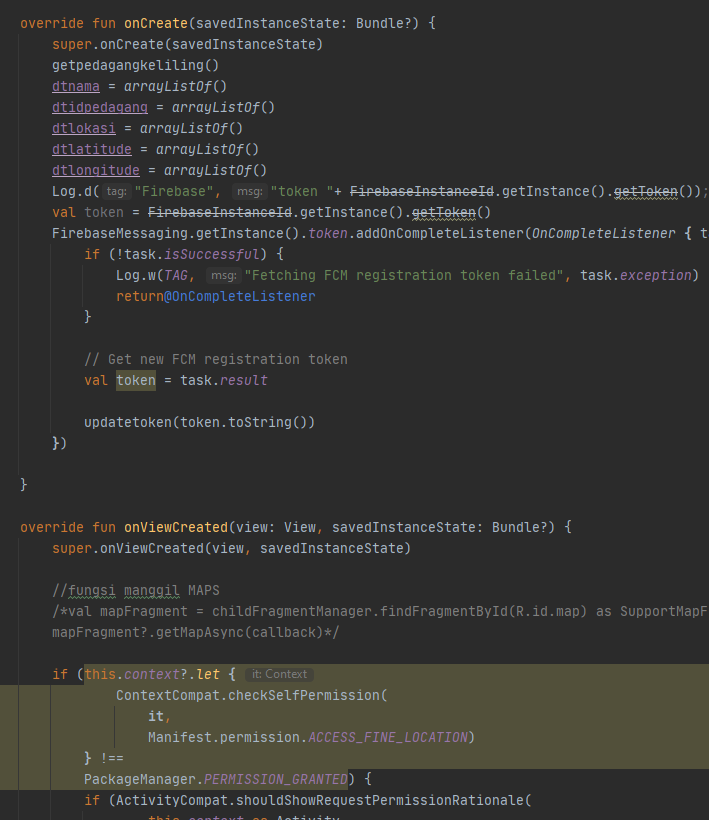 override fun onCreate(savedInstanceState: Bundle?) {
super.onCreate(savedInstanceState)
getpedagangkeliling()
dtnama = arrayListOf()
dtidpedagang = arrayListOf()
dtlokasi = arrayListOf()
dtlatitude = arrayListOf()
dtlongitude = arrayListOf()
Log.d( tag: "Firebase", msg: "token "+ FirebaseInstanceId.getInstance().getToken());
val token = FirebaseInstanceId.getInstance().getToken()
FirebaseMessaging.getInstance().token.addOnCompleteListener(OnCompleteListener { t
if (!task.isSuccessful) {
Log.w(TAG, msg: "Fetching FCM registration token failed", task.exception)
return@OnCompleteListener
}
// Get new FCM registration token
val token = task.result
updatetoken(token.toString())
})
}
override fun onViewCreated(view: View, savedInstanceState: Bundle?) {
super.onViewCreated(view, savedInstanceState)
//fungsi manggil MAPS
/*val mapFragment = childFragmentManager.findFragmentById(R.id.map) as SupportMapF
mapFragment?.getMapAsync(callback)*/
if (this.context?.let { it: Context
ContextCompat.checkSelfPermission(
it,
Manifest.permission.ACCESS_FINE_LOCATION)
} !==
PackageManager.PERMISSION_GRANTED) {
if (ActivityCompat.shouldShowRequestPermissionRationale(
this.context as Activity